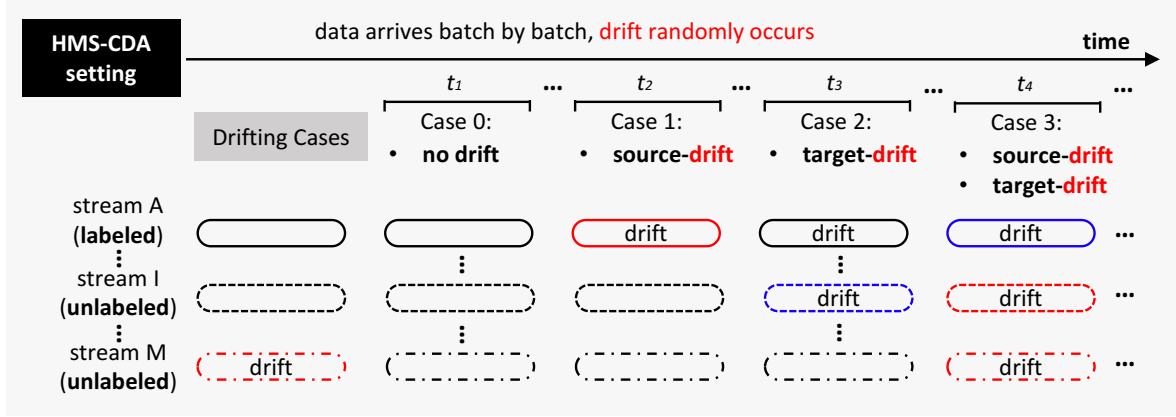 HMS-CDA
setting
data arrives batch by batch, drift randomly occurs
time
t1 ... t2 ... t3 ... t4 ...
Drifting Cases
Case 0:
• no drift
Case 1:
• source-drift
Case 2:
• target-drift
Case 3:
• source-drift
• target-drift
stream A
(labeled)
drift drift drift ...
stream I
(unlabeled)
drift drift ...
stream M
(unlabeled)
drift drift ...